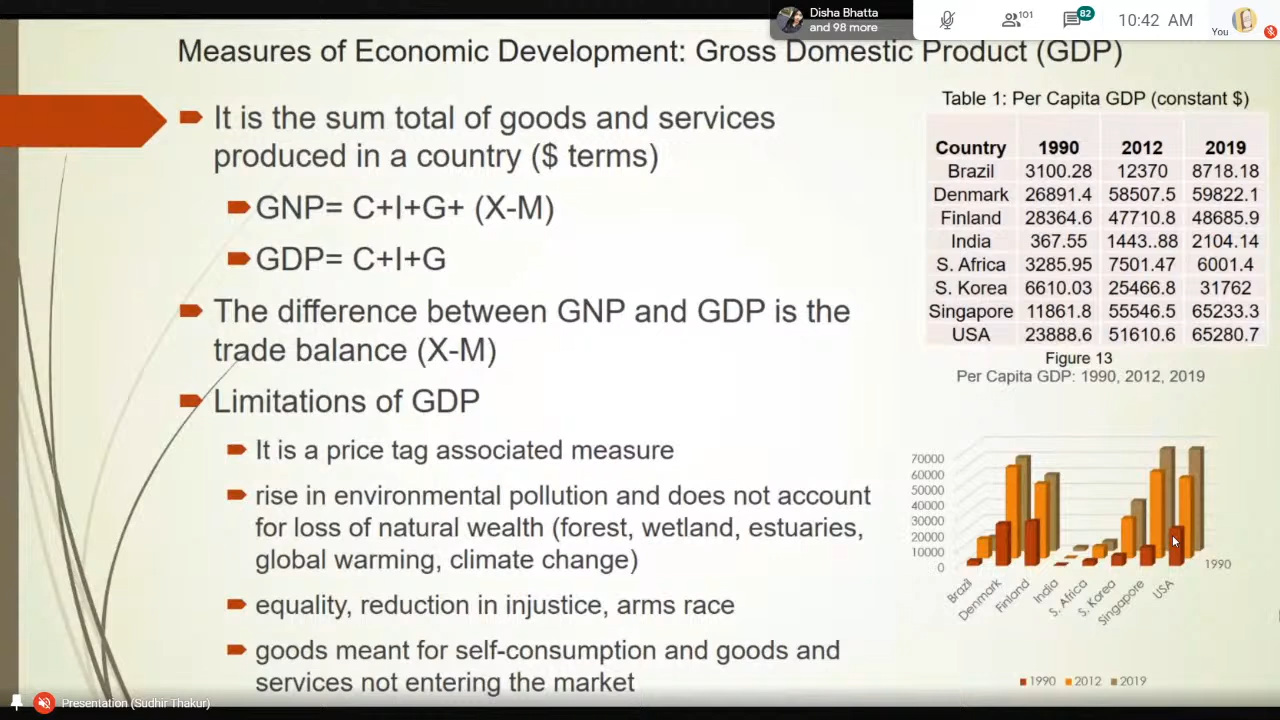 Disha Bhatta
and 98 more
101
82
10:42 AM
You
Measures of Economic Development: Gross Domestic Product (GDP)
It is the sum total of goods and services
produced in a country ($ terms)
GNP= C+I+G+ (X-M)
GDP= C+I+G
The difference between GNP and GDP is the
trade balance (X-M)
Limitations of GDP
It is a price tag associated measure
rise in environmental pollution and does not account
for loss of natural wealth (forest, wetland, estuaries,
global warming, climate change)
equality, reduction in injustice, arms race
goods meant for self-consumption and goods and
services not entering the market
Table 1: Per Capita GDP (constant $)
Country 1990 2012 2019
Brazil 3100.28 12370 8718.18
Denmark 26891.4 58507.5 59822.1
Finland 28364.6 47710.8 48685.9
India 367.55 1443..88 2104.14
S. Africa 3285.95 7501.47 6001.4
S. Korea 6610.03 25466.8 31762
Singapore 11861.8 55546.5 65233.3
USA 23888.6 51610.6 65280.7
Figure 13
Per Capita GDP: 1990, 2012, 2019
70000
60000
50000
40000
30000
20000
10000
0
1990
Brazil
Denmark
Finland
India
S. Africa
S. Korea
Singapore
USA
1990 2012 2019
Presentation (Sudhir Thakur)